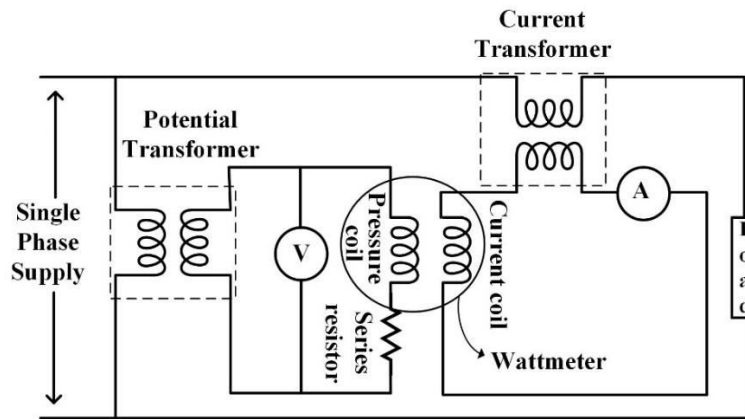 Current
Transformer
Potential
Transformer
Single
Phase
Supply
V
Pressure
coil
Series
resistor
Current coil
A
Wattmeter
o
a